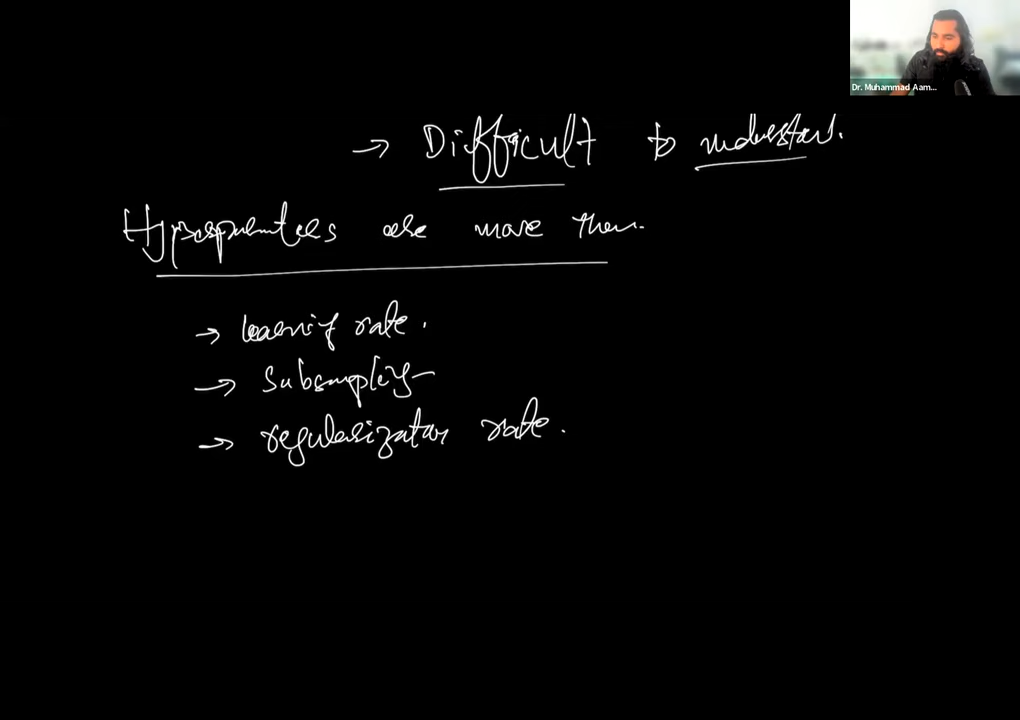 Dr. Muhammad Aam...
→ Difficult to understand.
Hyperparameters are more then.
→ learning rate.
→ Subsampling
→ regularization rate.